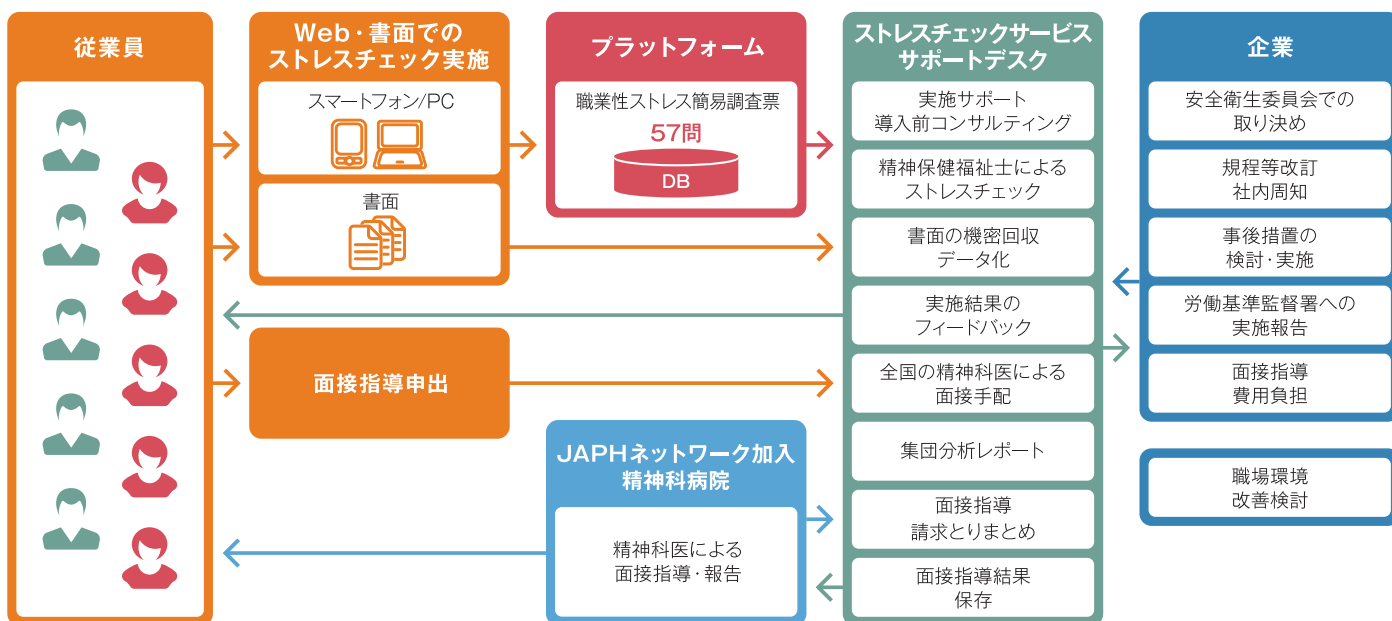 従業員
Web・書面での
ストレスチェック実施
スマートフォン/PC
書面
面接指導申出
プラットフォーム
職業性ストレス簡易調査票
57問
DB
JAPHネットワーク加入
精神科病院
精神科医による
面接指導・報告
ストレスチェックサービス
サポートデスク
実施サポート
導入前コンサルティング
精神保健福祉士による
ストレスチェック
書面の機密回収
データ化
実施結果の
フィードバック
全国の精神科医による
面接手配
集団分析レポート
面接指導
請求とりまとめ
面接指導結果
保存
企業
安全衛生委員会での
取り決め
規程等改訂
社内周知
事後措置の
検討・実施
労働基準監督署への
実施報告
面接指導
費用負担
職場環境
改善検討